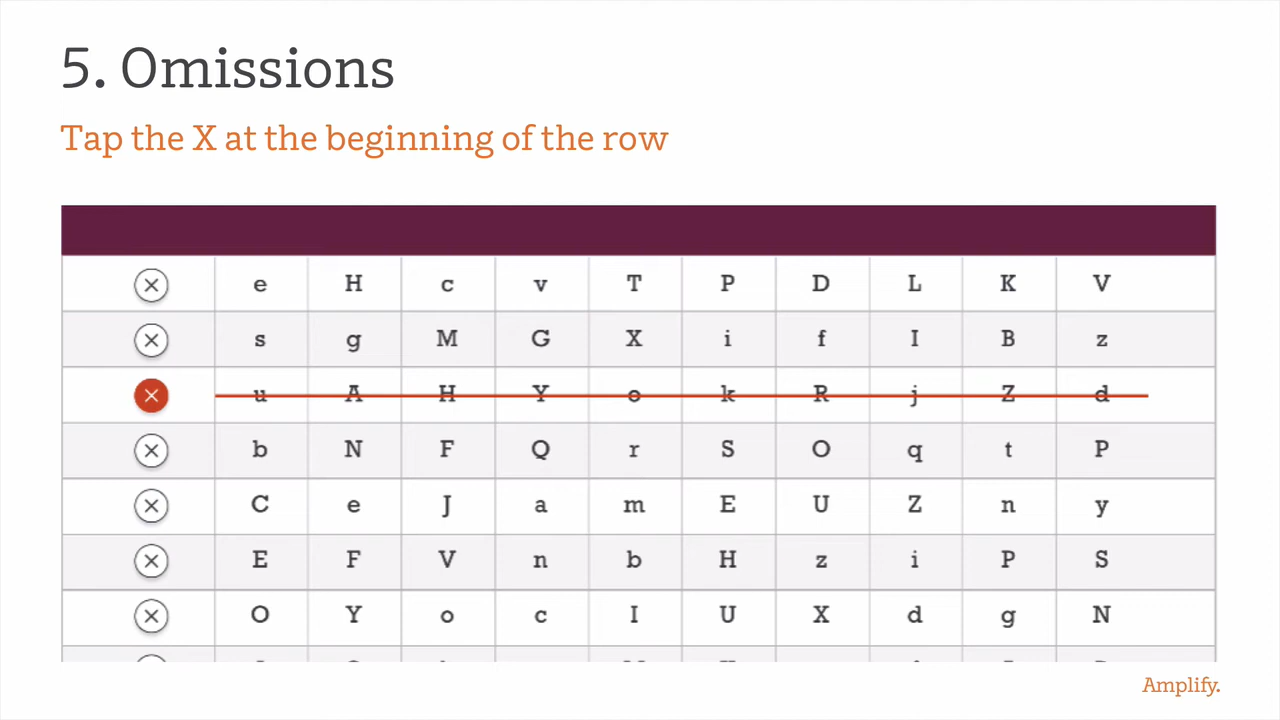 5. Omissions
Tap the X at the beginning of the row
e H c v T P D L K V
s g M G X i f I B z
u A H Y o k R j Z d
b N F Q r S O q t P
C e J a m E U Z n y
E F V n b H z i P S
O Y o c I U X d g N
Amplify.